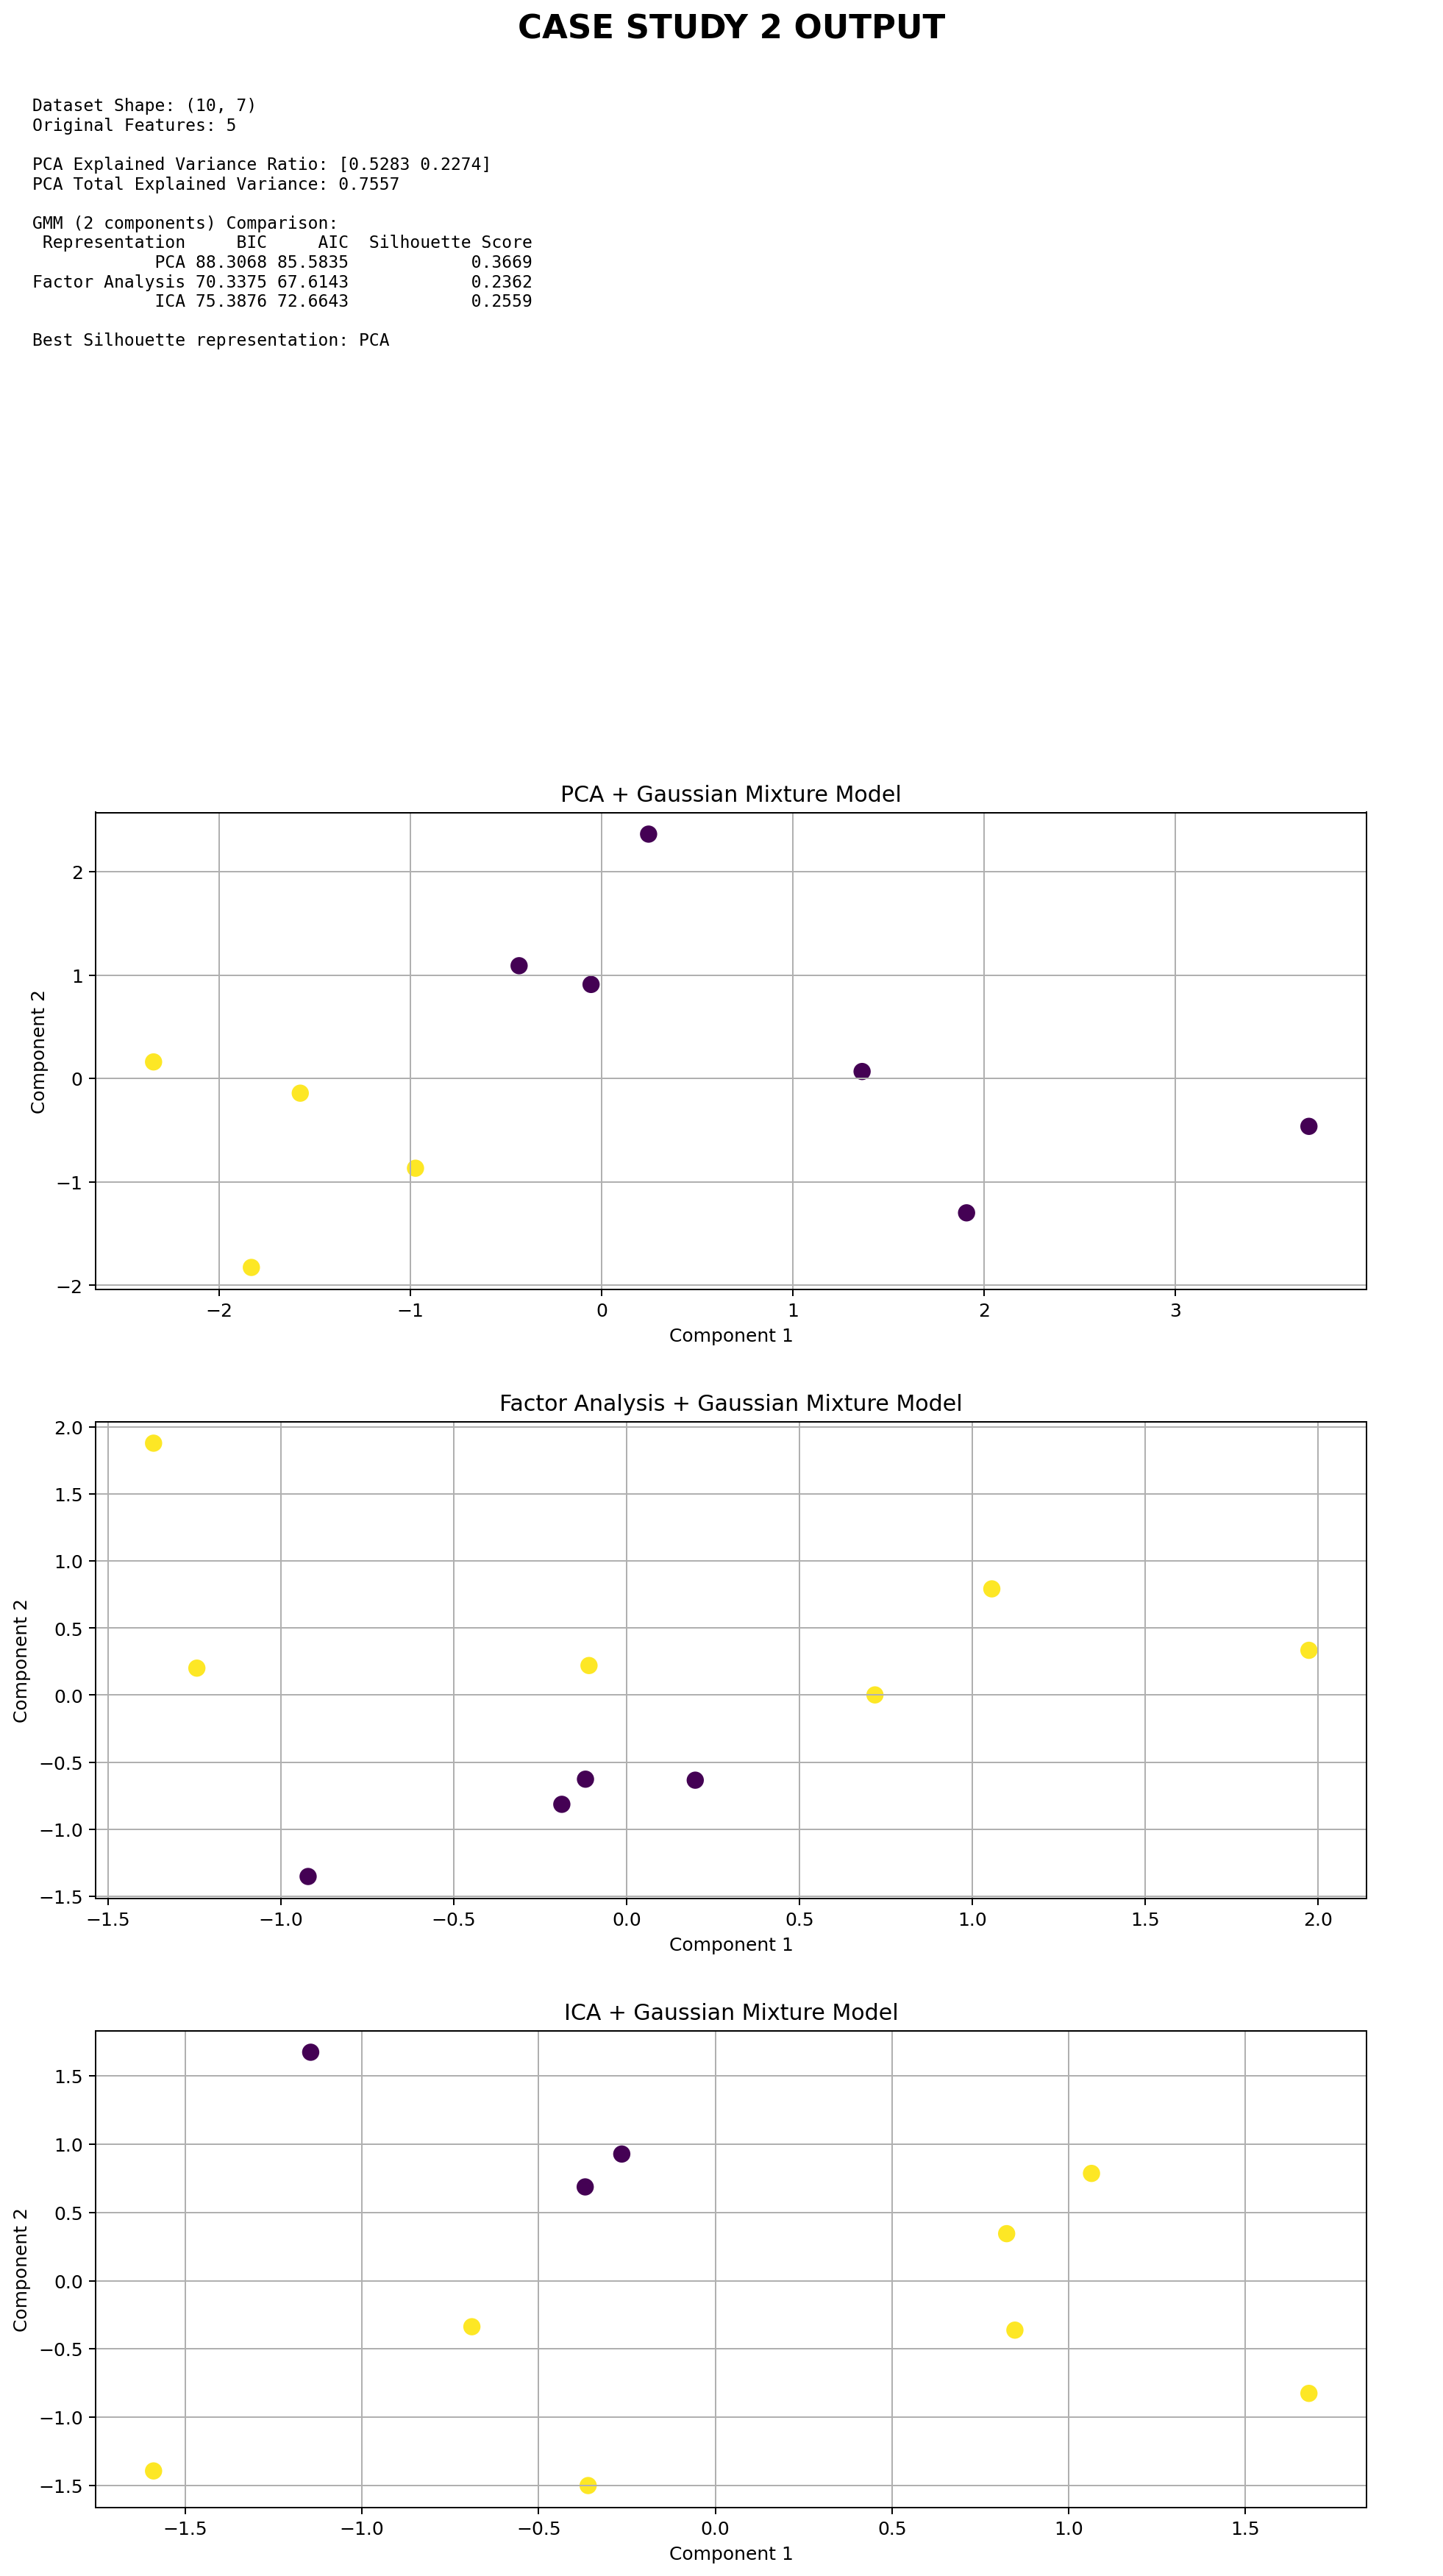 CASE STUDY 2 OUTPUT
Dataset Shape: (10, 7)
Original Features: 5
PCA Explained Variance Ratio: [0.5283 0.2274]
PCA Total Explained Variance: 0.7557
GMM (2 components) Comparison:
Representation     BIC     AIC  Silhouette Score
PCA 88.3068 85.5835            0.3669
Factor Analysis 70.3375 67.6143            0.2362
ICA 75.3876 72.6643            0.2559
Best Silhouette representation: PCA
PCA + Gaussian Mixture Model
2
1
0
−1
−2
Component 2
−2 −1 0 1 2 3
Component 1
Factor Analysis + Gaussian Mixture Model
2.0
1.5
1.0
0.5
0.0
−0.5
−1.0
−1.5
Component 2
−1.5 −1.0 −0.5 0.0 0.5 1.0 1.5 2.0
Component 1
ICA + Gaussian Mixture Model
1.5
1.0
0.5
0.0
−0.5
−1.0
−1.5
Component 2
−1.5 −1.0 −0.5 0.0 0.5 1.0 1.5
Component 1